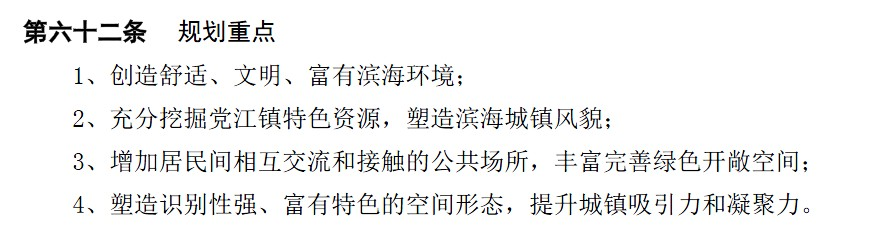 第六十二条　规划重点
1、创造舒适、文明、富有滨海环境；
2、充分挖掘党江镇特色资源，塑造滨海城镇风貌；
3、增加居民间相互交流和接触的公共场所，丰富完善绿色开敞空间；
4、塑造识别性强、富有特色的空间形态，提升城镇吸引力和凝聚力。